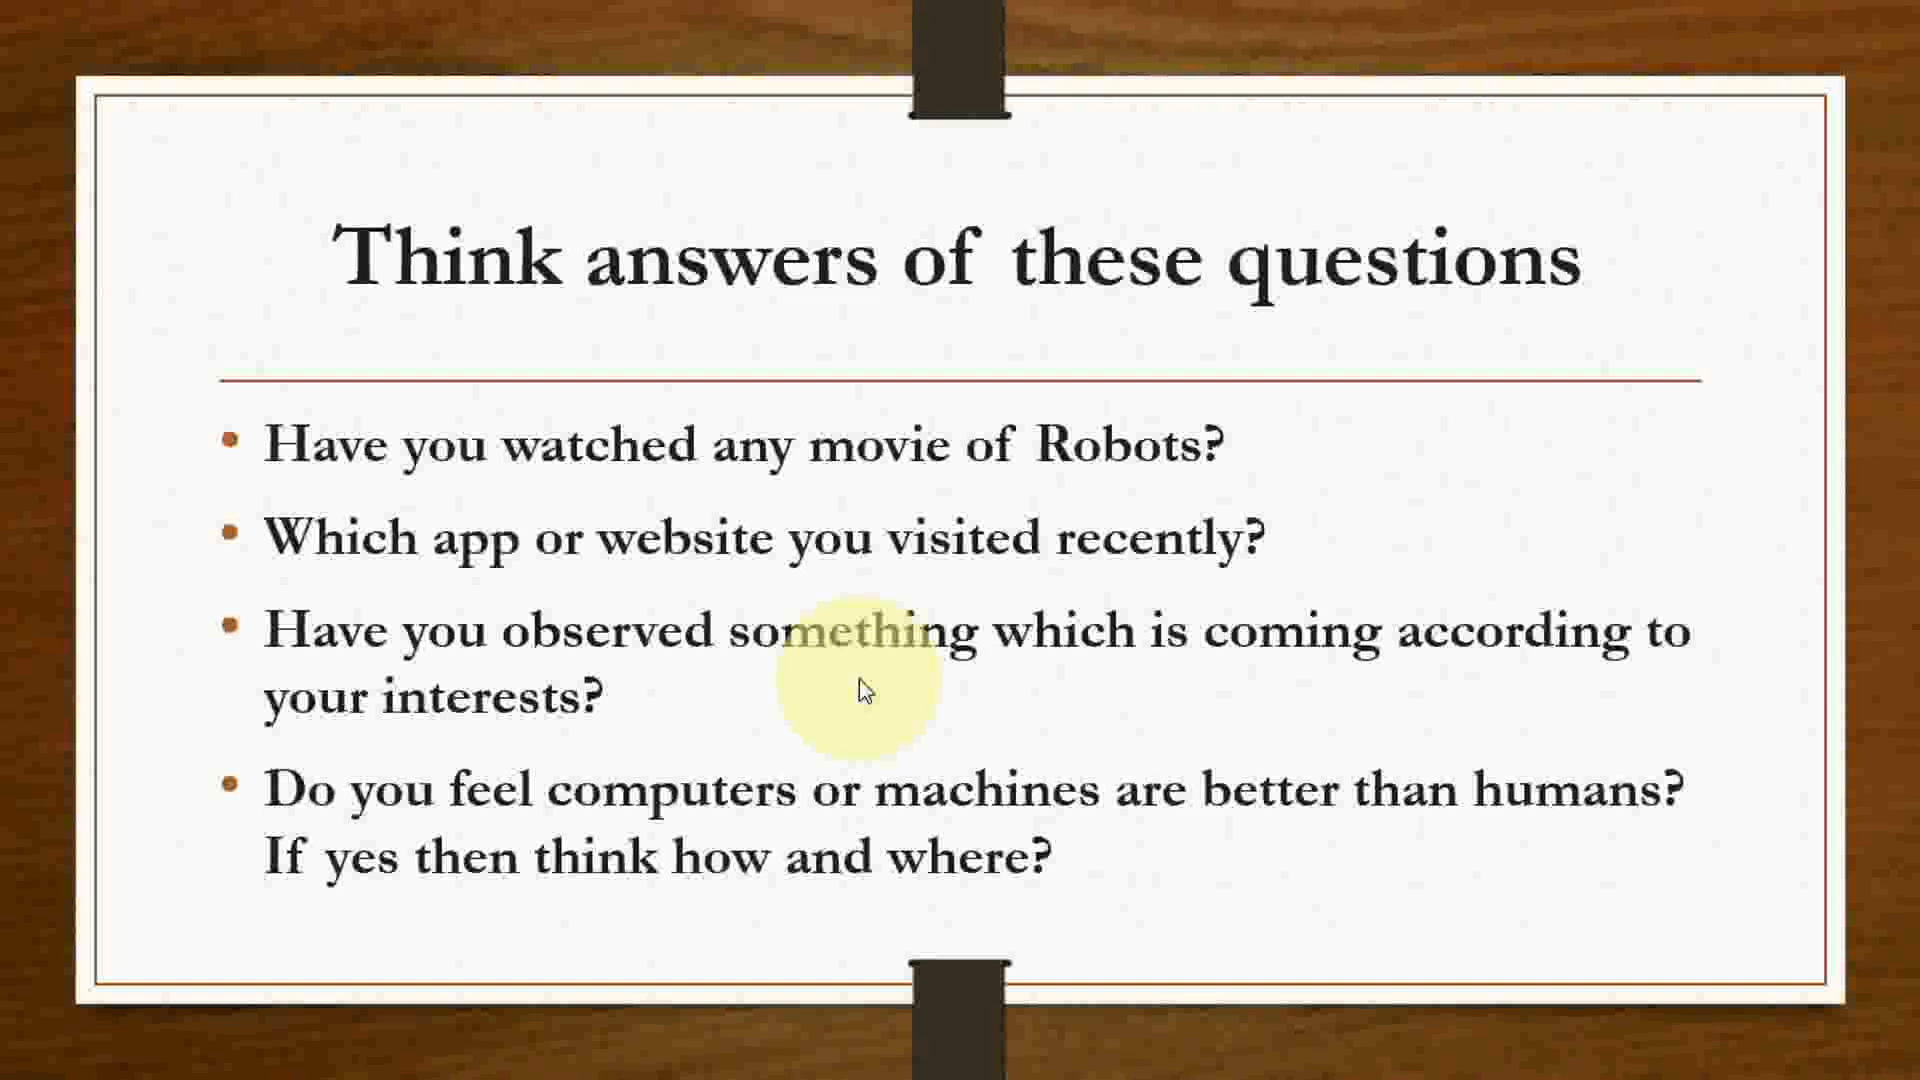 Think answers of these questions
• Have you watched any movie of Robots?
• Which app or website you visited recently?
• Have you observed something which is coming according to
your interests?
• Do you feel computers or machines are better than humans?
If yes then think how and where?